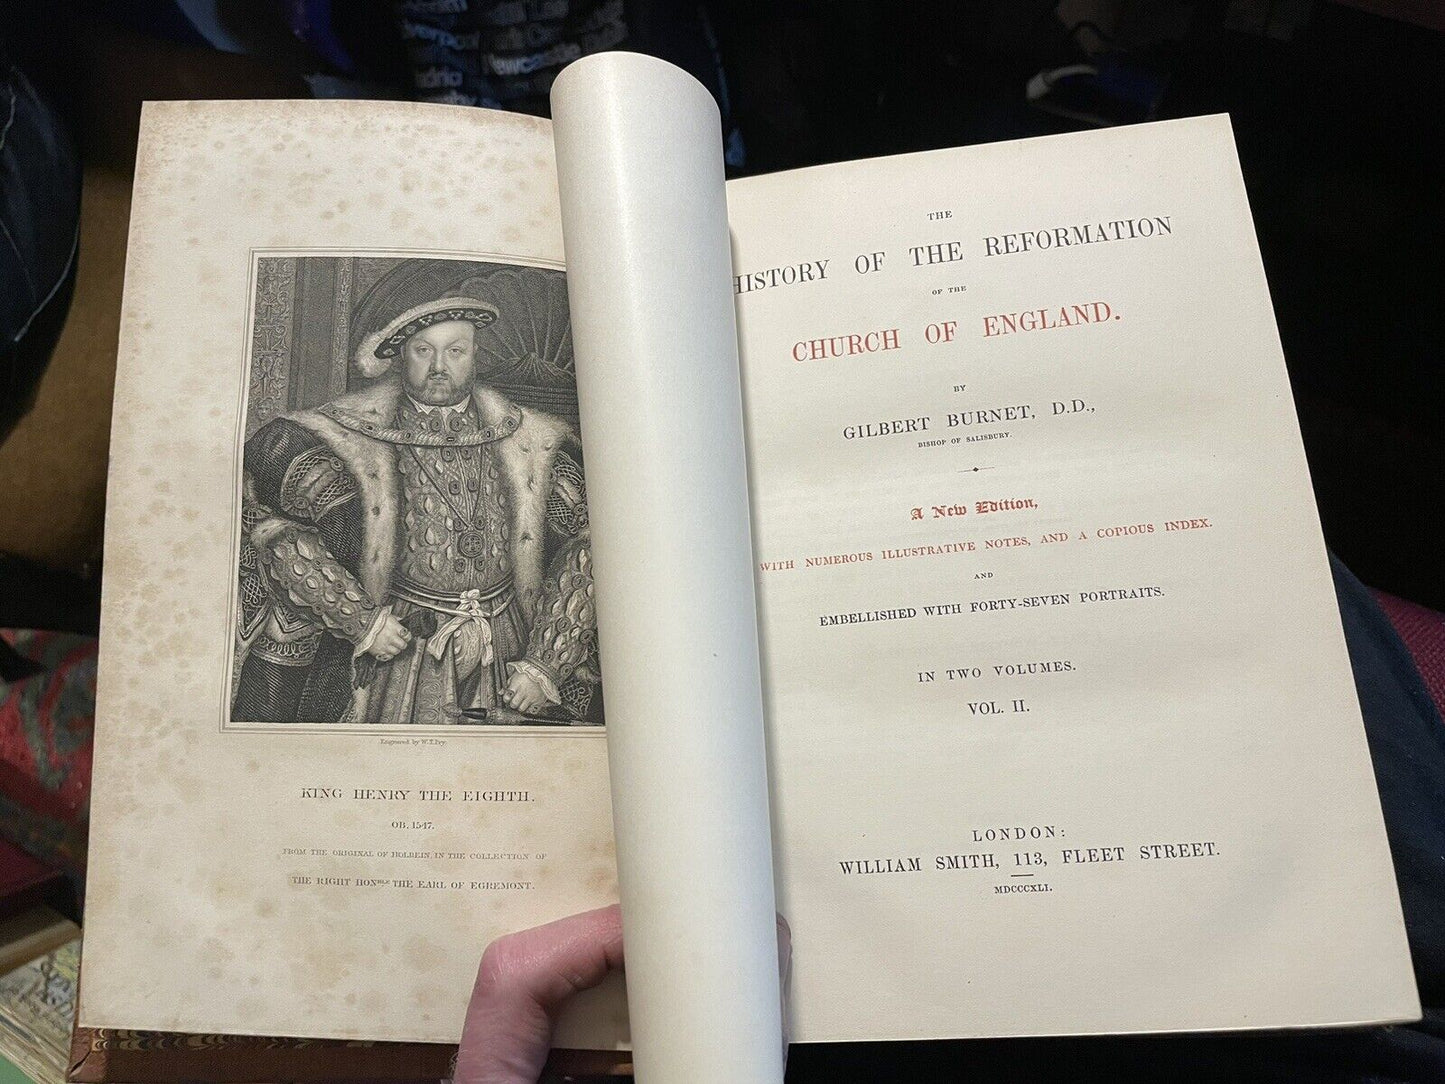 Liverpool
Newcastle
Engraved by W.T.Fry.
KING HENRY THE EIGHTH.
OB. 1547.
FROM THE ORIGINAL OF HOLBEIN, IN THE COLLECTION OF
THE RIGHT HONBLE THE EARL OF EGREMONT.
THE
HISTORY OF THE REFORMATION
OF THE
CHURCH OF ENGLAND.
BY
GILBERT BURNET, D.D.,
BISHOP OF SALISBURY.
A New Edition,
WITH NUMEROUS ILLUSTRATIVE NOTES, AND A COPIOUS INDEX.
AND
EMBELLISHED WITH FORTY-SEVEN PORTRAITS.
IN TWO VOLUMES.
VOL. II.
LONDON:
WILLIAM SMITH, 113, FLEET STREET.
MDCCCXLI.